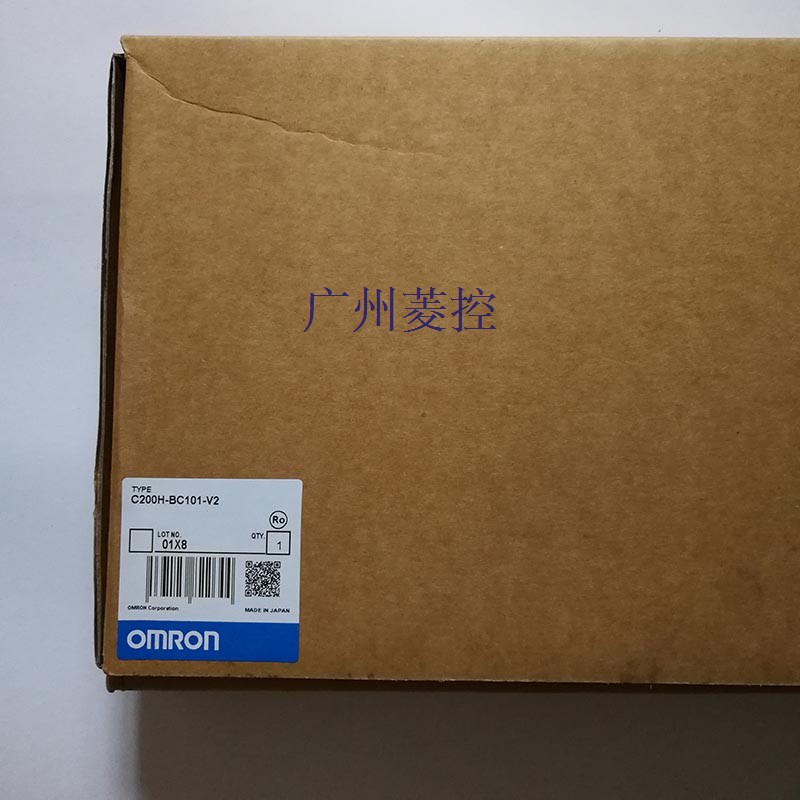 广州菱控
TYPE
C200H-BC101-V2
Ro
LOT NO.
01X8
QTY.
1
OMRON Corporation
MADE IN JAPAN
OMRON